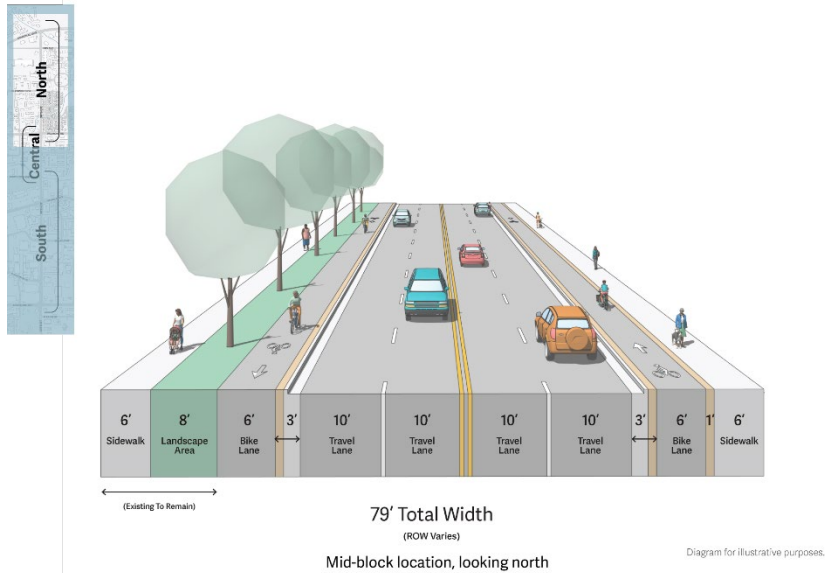 North
Central
South
6' 8' 6' 3' 10' 10' 10' 10' 3' 6' 1' 6'
Sidewalk Landscape Area Bike Lane Travel Lane Travel Lane Travel Lane Travel Lane Bike Lane Sidewalk
(Existing To Remain)
79' Total Width
(ROW Varies)
Mid-block location, looking north
Diagram for illustrative purposes.